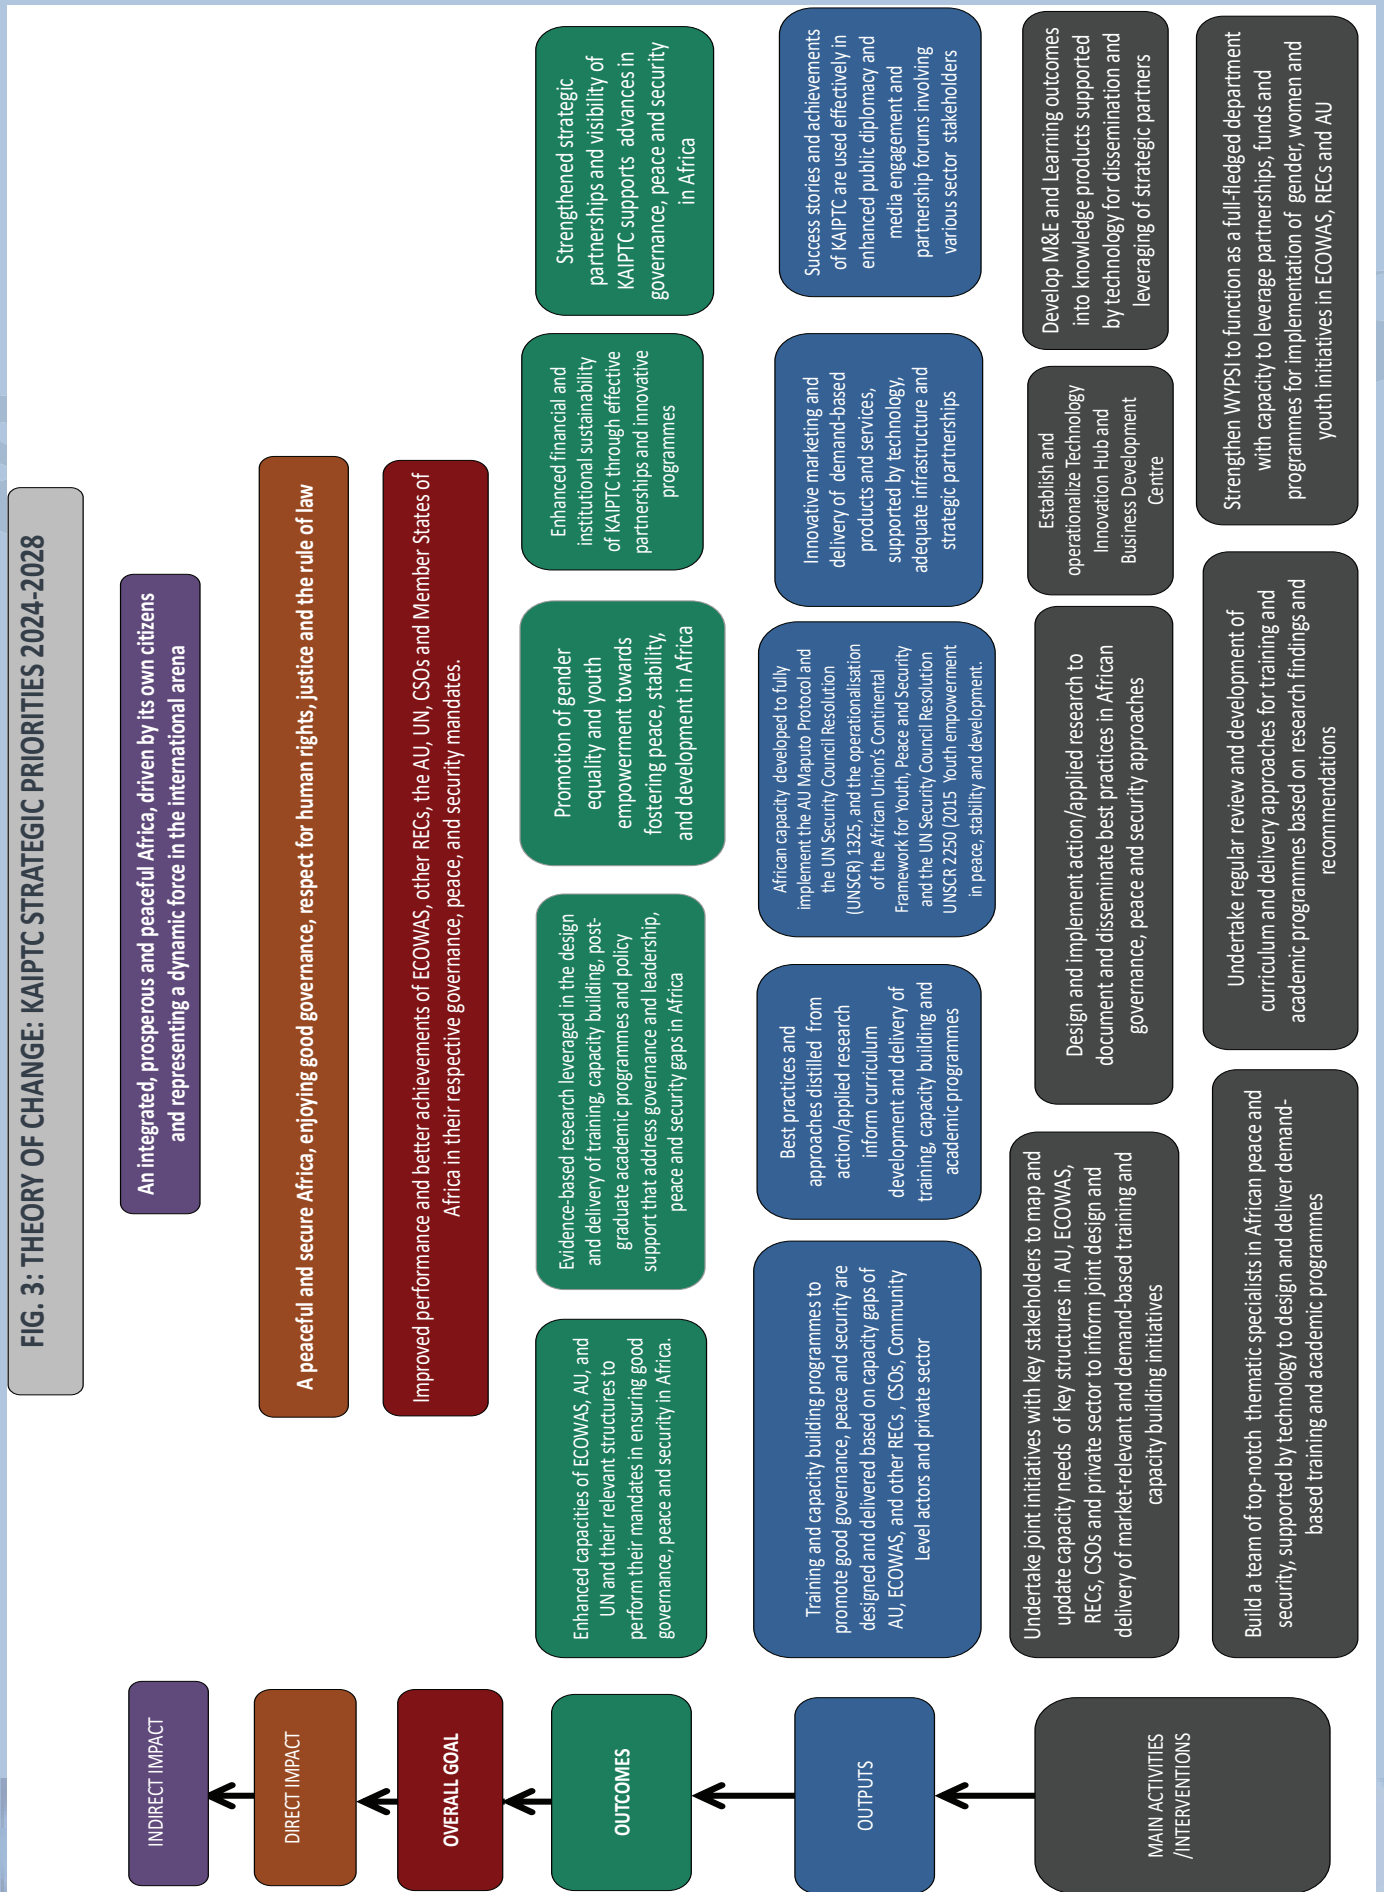 FIG. 3: THEORY OF CHANGE: KAIPTC STRATEGIC PRIORITIES 2024-2028
INDIRECT IMPACT
An integrated, prosperous and peaceful Africa, driven by its own citizens
and representing a dynamic force in the international arena
DIRECT IMPACT
A peaceful and secure Africa, enjoying good governance, respect for human rights, justice and the rule of law
OVERALL GOAL
Improved performance and better achievements of ECOWAS, other RECs, the AU, UN, CSOs and Member States of
Africa in their respective governance, peace, and security mandates.
OUTCOMES
Enhanced capacities of ECOWAS, AU, and
UN and their relevant structures to
perform their mandates in ensuring good
governance, peace and security in Africa.
Evidence-based research leveraged in the design
and delivery of training, capacity building, post-
graduate academic programmes and policy
support that address governance and leadership,
peace and security gaps in Africa
Promotion of gender
equality and youth
empowerment towards
fostering peace, stability,
and development in Africa
Enhanced financial and
institutional sustainability
of KAIPTC through effective
partnerships and innovative
programmes
Strengthened strategic
partnerships and visibility of
KAIPTC supports advances in
governance, peace and security
in Africa
OUTPUTS
Training and capacity building programmes to
promote good governance, peace and security are
designed and delivered based on capacity gaps of
AU, ECOWAS, and other RECs , CSOs, Community
Level actors and private sector
Best practices and
approaches distilled from
action/applied research
inform curriculum
development and delivery of
training, capacity building and
academic programmes
African capacity developed to fully
implement the AU Maputo Protocol and
the UN Security Council Resolution
(UNSCR) 1325, and the operationalisation
of the African Union's Continental
Framework for Youth, Peace and Security
and the UN Security Council Resolution
UNSCR 2250 (2015 Youth empowerment
in peace, stability and development.
Innovative marketing and
delivery of demand-based
products and services,
supported by technology,
adequate infrastructure and
strategic partnerships
Success stories and achievements
of KAIPTC are used effectively in
enhanced public diplomacy and
media engagement and
partnership forums involving
various sector stakeholders
MAIN ACTIVITIES
/INTERVENTIONS
Undertake joint initiatives with key stakeholders to map and
update capacity needs of key structures in AU, ECOWAS,
RECs, CSOs and private sector to inform joint design and
delivery of market-relevant and demand-based training and
capacity building initiatives
Design and implement action/applied research to
document and disseminate best practices in African
governance, peace and security approaches
Establish and
operationalize Technology
Innovation Hub and
Business Development
Centre
Develop M&E and Learning outcomes
into knowledge products supported
by technology for dissemination and
leveraging of strategic partners
Build a team of top-notch thematic specialists in African peace and
security, supported by technology to design and deliver demand-
based training and academic programmes
Undertake regular review and development of
curriculum and delivery approaches for training and
academic programmes based on research findings and
recommendations
Strengthen WYPSI to function as a full-fledged department
with capacity to leverage partnerships, funds and
programmes for implementation of gender, women and
youth initiatives in ECOWAS, RECs and AU